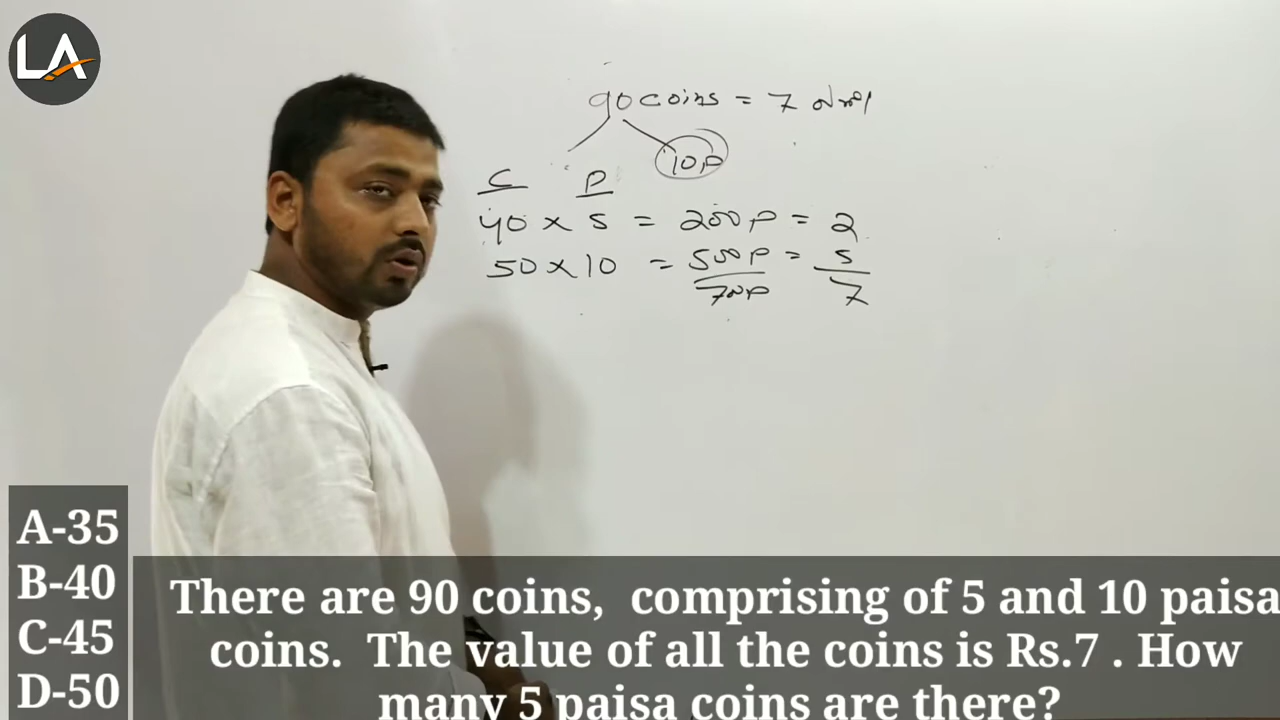 LA
90 coins = 7
10P
C P
40 × 5 = 200P = 2
50 × 10 = 500P = 5
700P 7
A-35
B-40
C-45
D-50
There are 90 coins, comprising of 5 and 10 paisa
coins. The value of all the coins is Rs.7 . How
many 5 paisa coins are there?